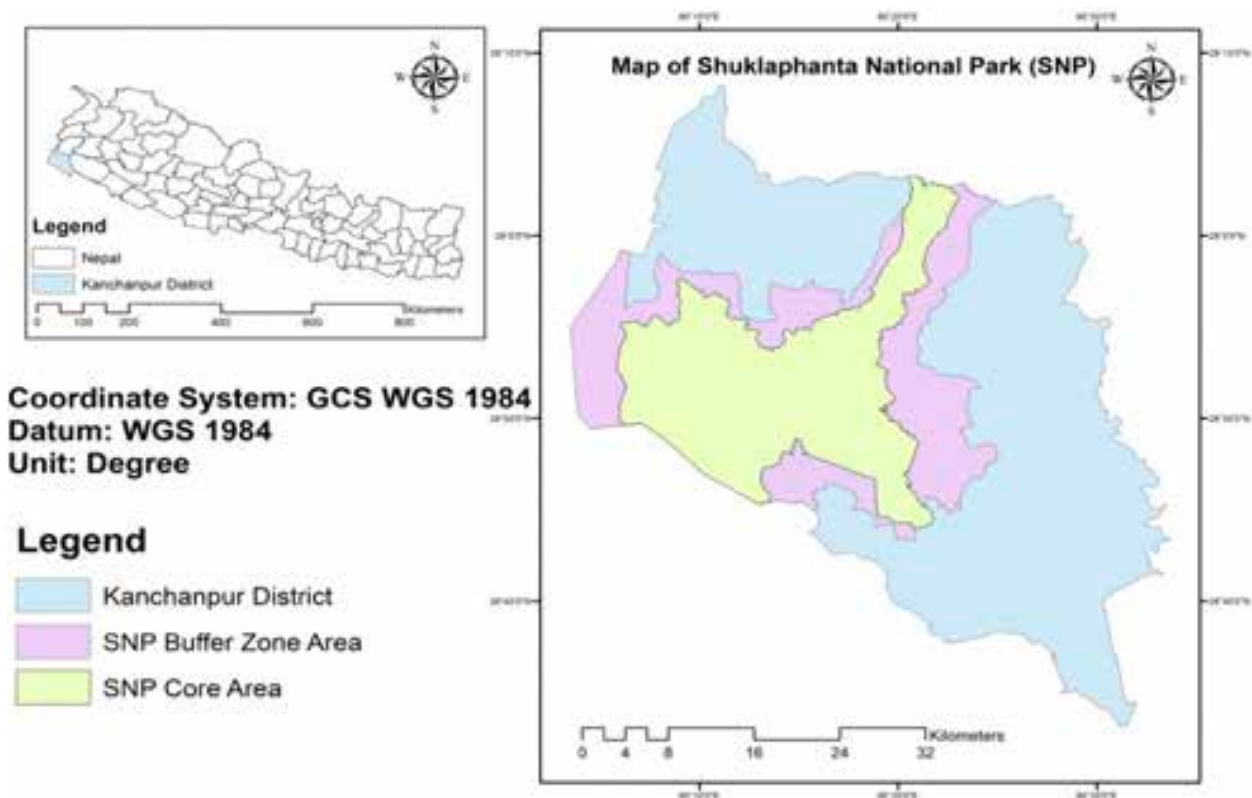 N
W E
S
Legend
Nepal
Kanchanpur District
Kilometers
0 100 200 400 600 800
Coordinate System: GCS WGS 1984
Datum: WGS 1984
Unit: Degree
Legend
Kanchanpur District
SNP Buffer Zone Area
SNP Core Area
Map of Shuklaphanta National Park (SNP)
N
W E
S
Kilometers
0 4 8 16 24 32